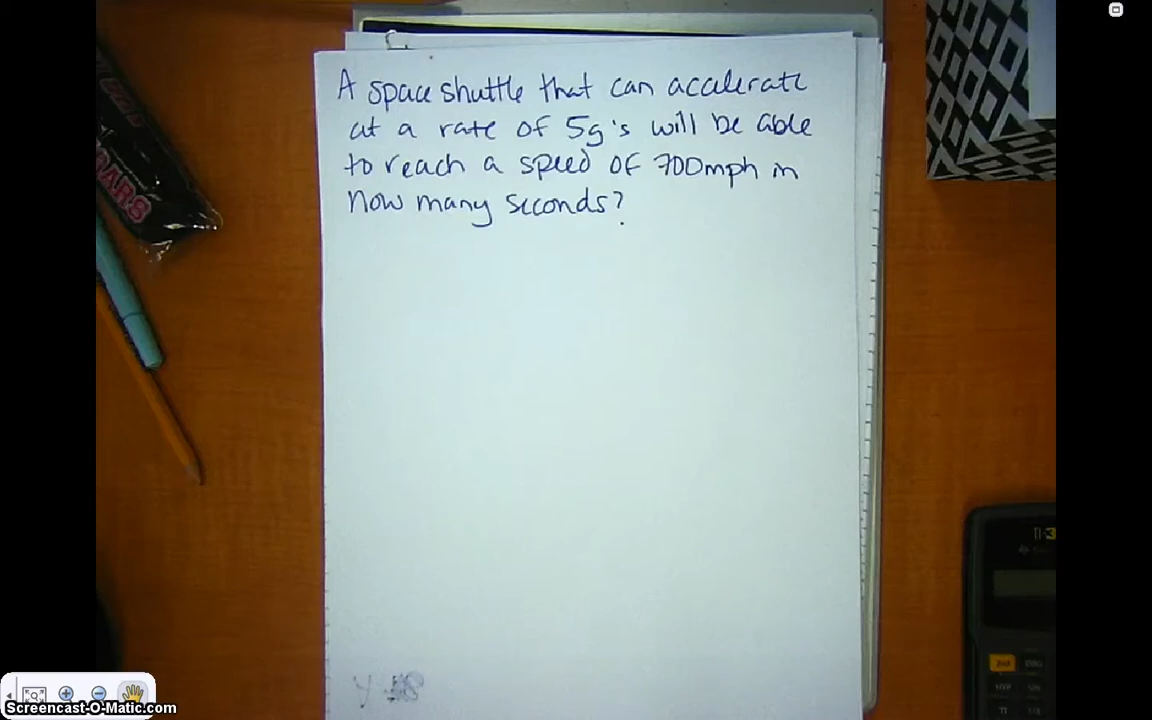 A space shuttle that can accelerate
at a rate of 5g's will be able
to reach a speed of 700mph in
how many seconds?
BARS
Screencast-O-Matic.com